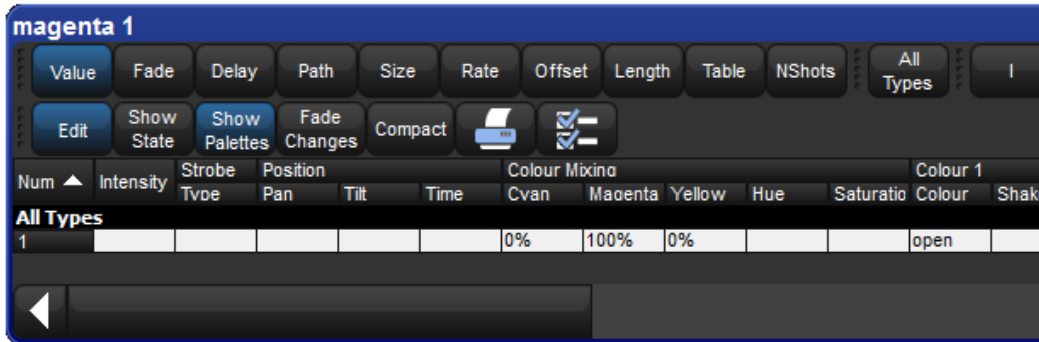 magenta 1
Value Fade Delay Path Size Rate Offset Length Table NShots All Types I
Edit Show State Show Palettes Fade Changes Compact
Num Intensity Strobe Position Colour Mixing Colour 1
Type Pan Tilt Time Cyan Magenta Yellow Hue Saturatio Colour Shak
All Types
1 0% 100% 0% open